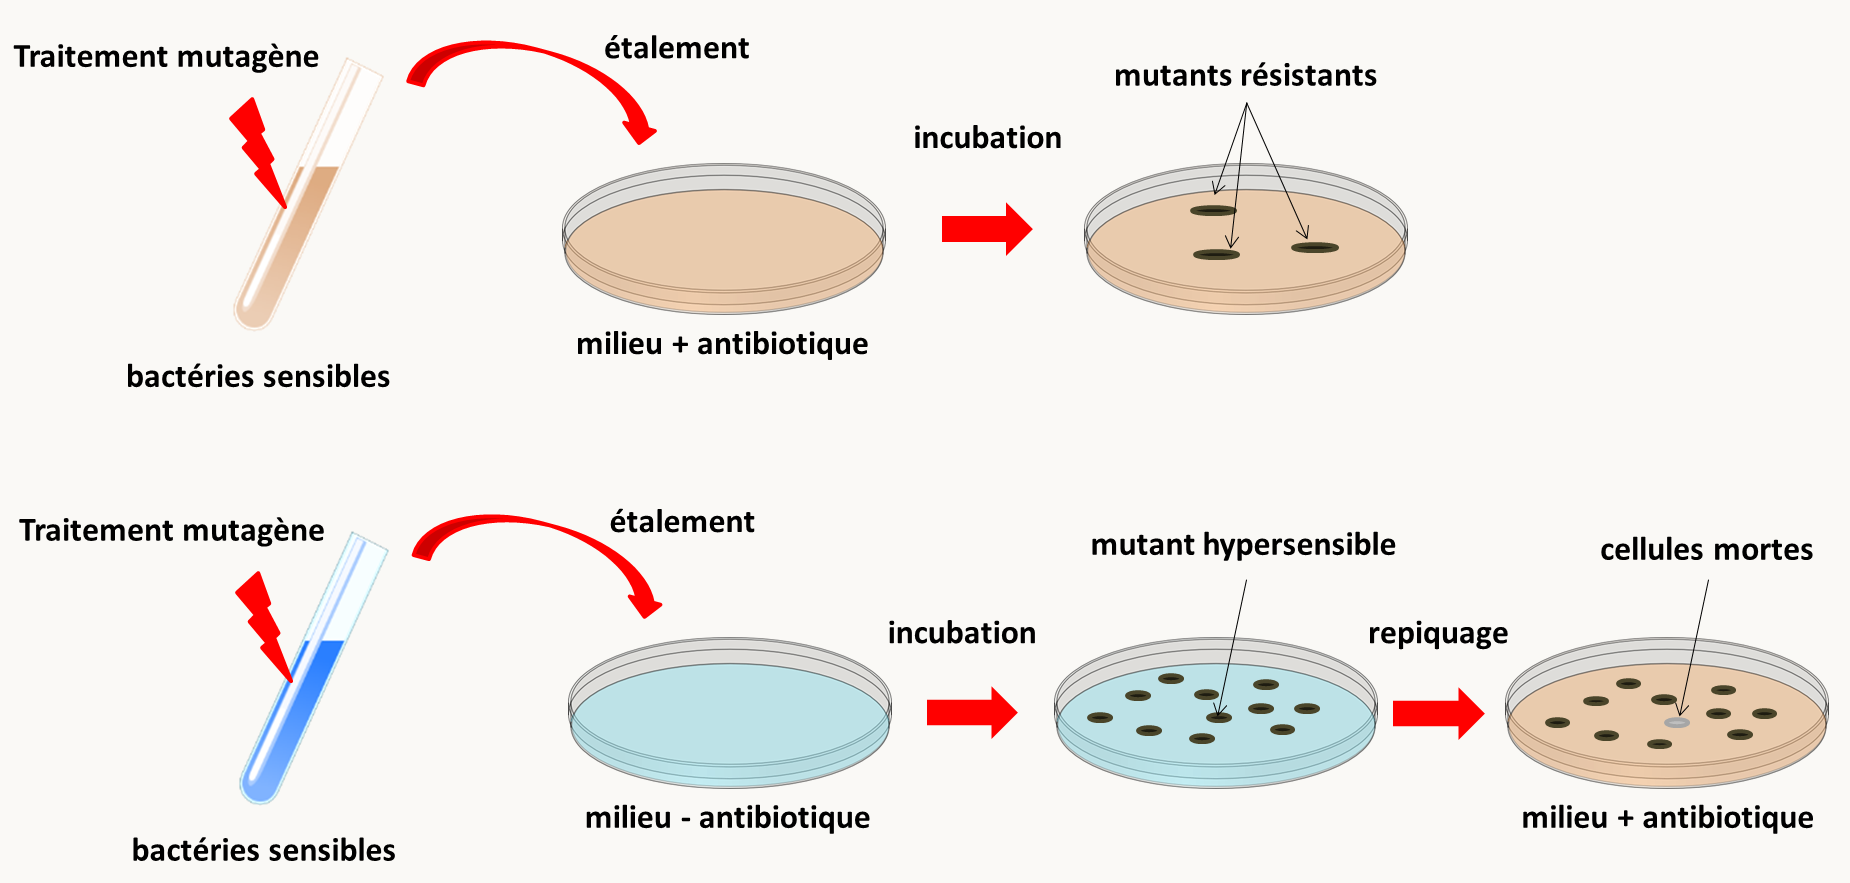 Traitement mutagène
étalement
mutants résistants
incubation
milieu + antibiotique
bactéries sensibles
Traitement mutagène
étalement
mutant hypersensible
cellules mortes
incubation
repiquage
milieu - antibiotique
milieu + antibiotique
bactéries sensibles